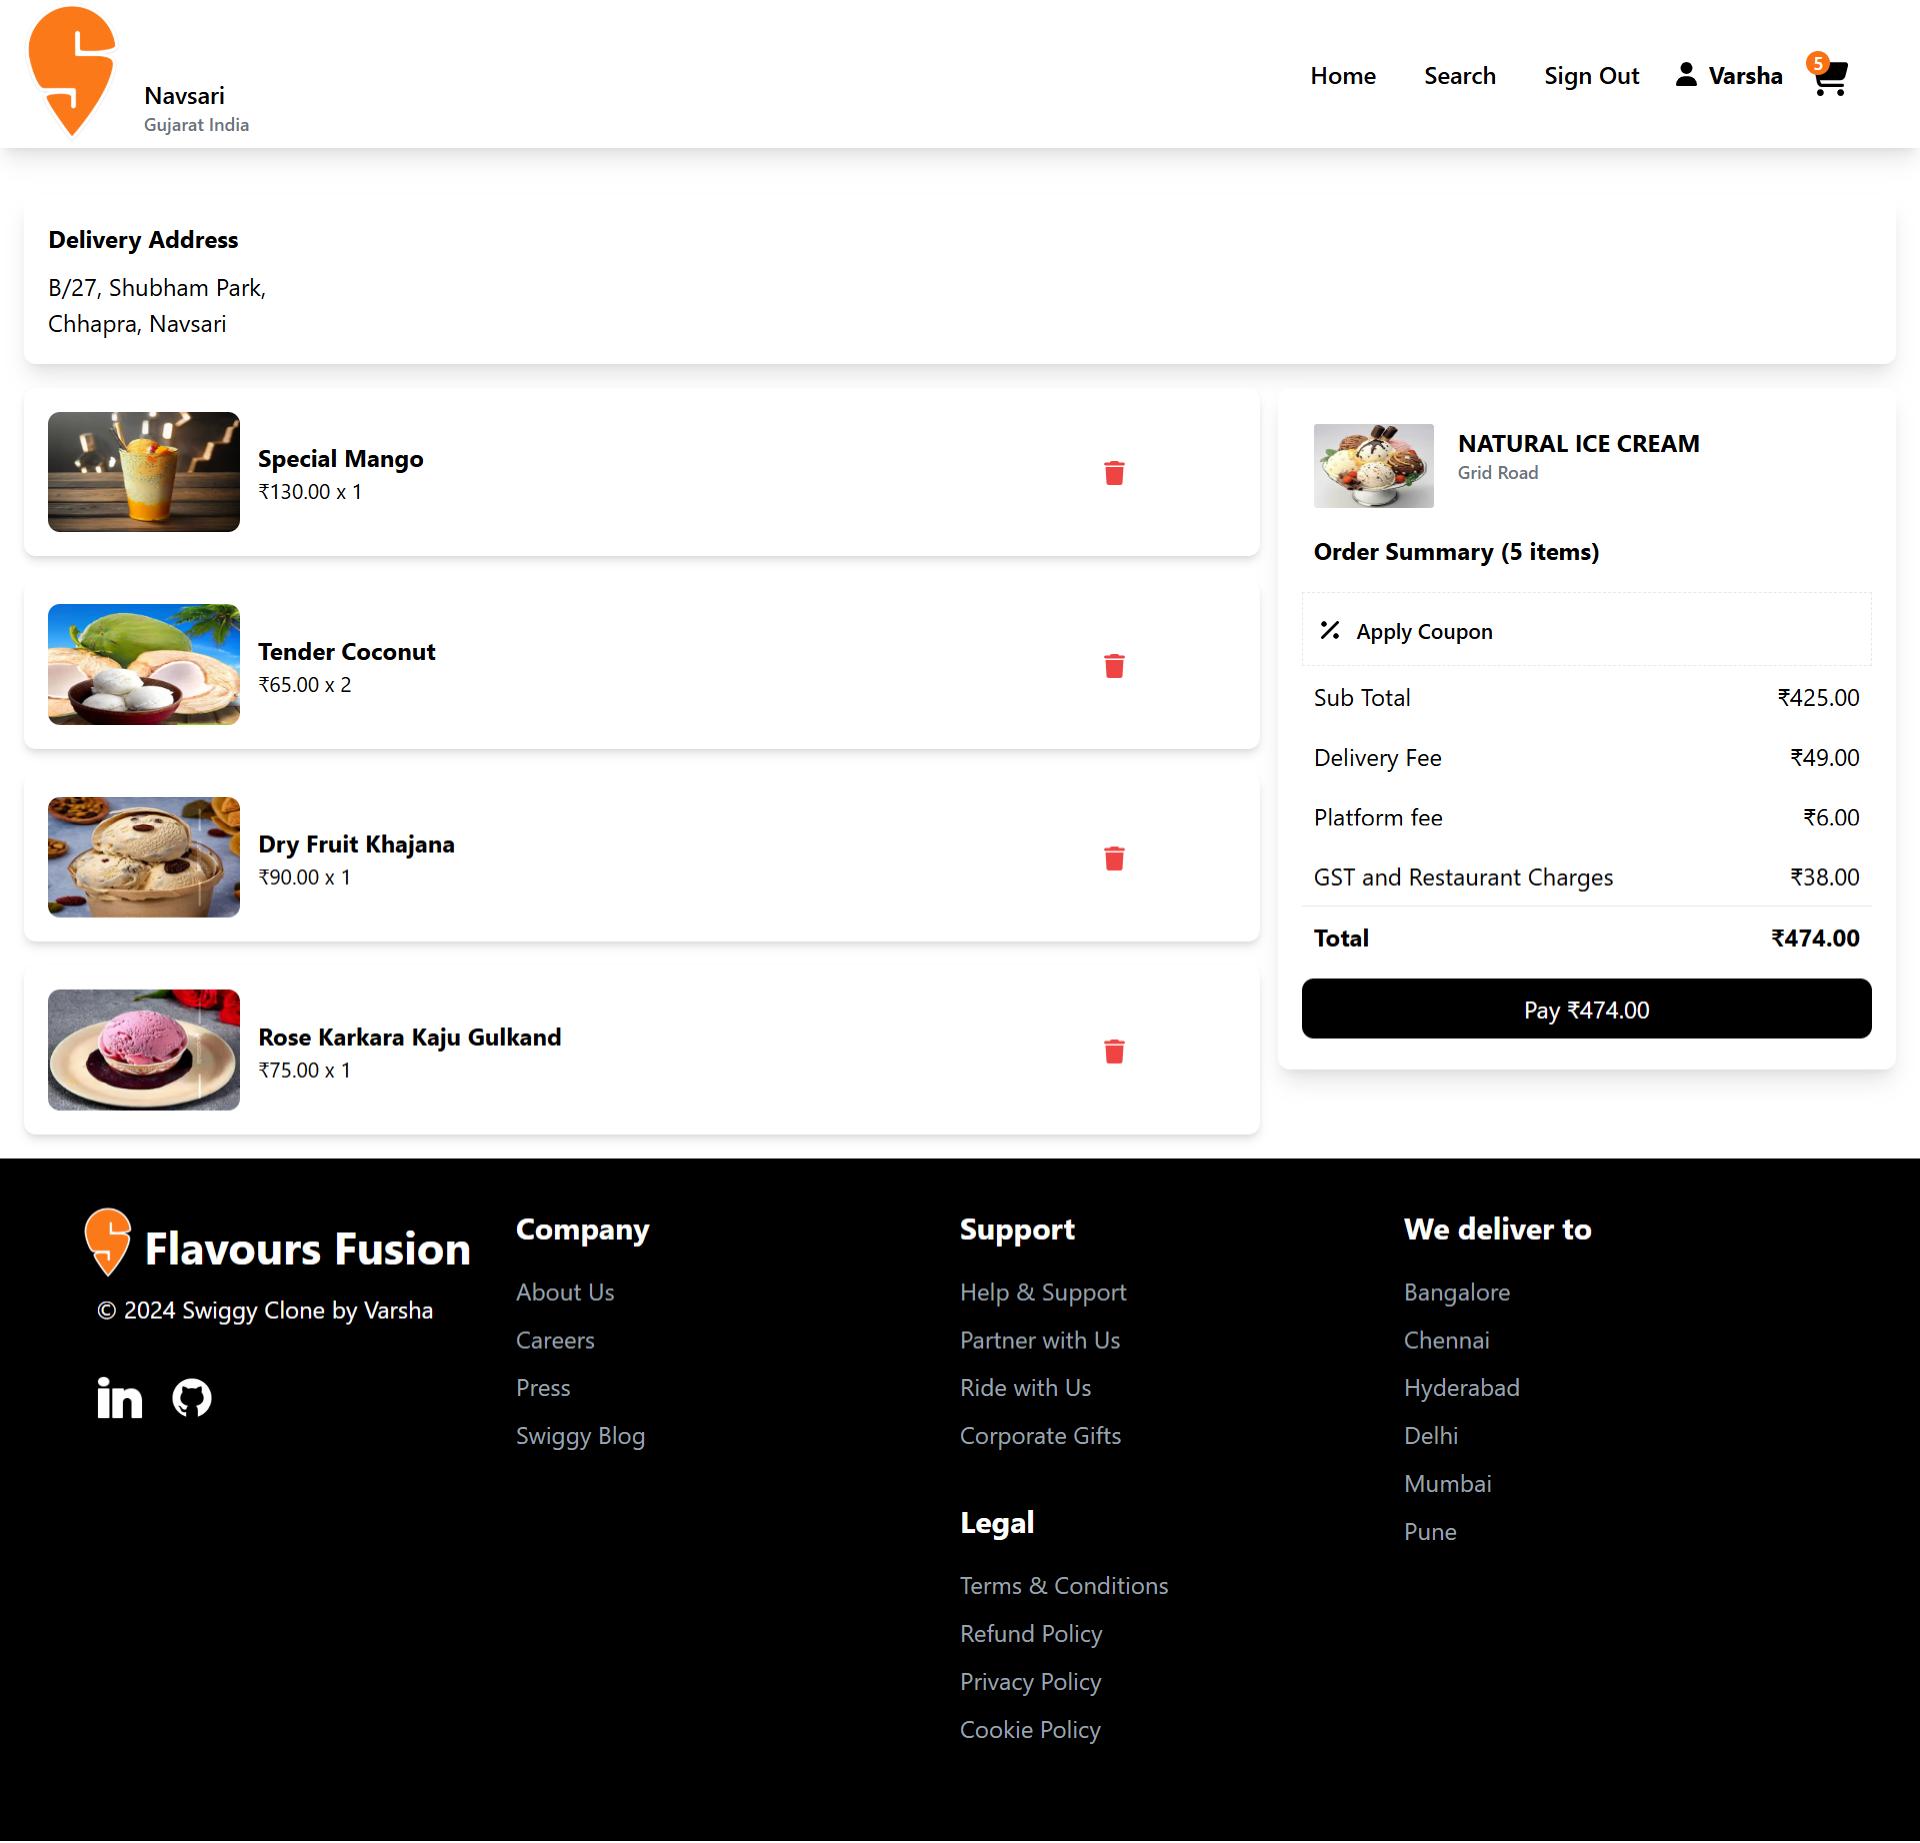 Navsari
Gujarat India
Home
Search
Sign Out
Varsha
5
Delivery Address
B/27, Shubham Park,
Chhapra, Navsari
Special Mango
₹130.00 x 1
Tender Coconut
₹65.00 x 2
Dry Fruit Khajana
₹90.00 x 1
Rose Karkara Kaju Gulkand
₹75.00 x 1
NATURAL ICE CREAM
Grid Road
Order Summary (5 items)
Apply Coupon
Sub Total ₹425.00
Delivery Fee ₹49.00
Platform fee ₹6.00
GST and Restaurant Charges ₹38.00
Total ₹474.00
Pay ₹474.00
Flavours Fusion
© 2024 Swiggy Clone by Varsha
Company
About Us
Careers
Press
Swiggy Blog
Support
Help & Support
Partner with Us
Ride with Us
Corporate Gifts
Legal
Terms & Conditions
Refund Policy
Privacy Policy
Cookie Policy
We deliver to
Bangalore
Chennai
Hyderabad
Delhi
Mumbai
Pune